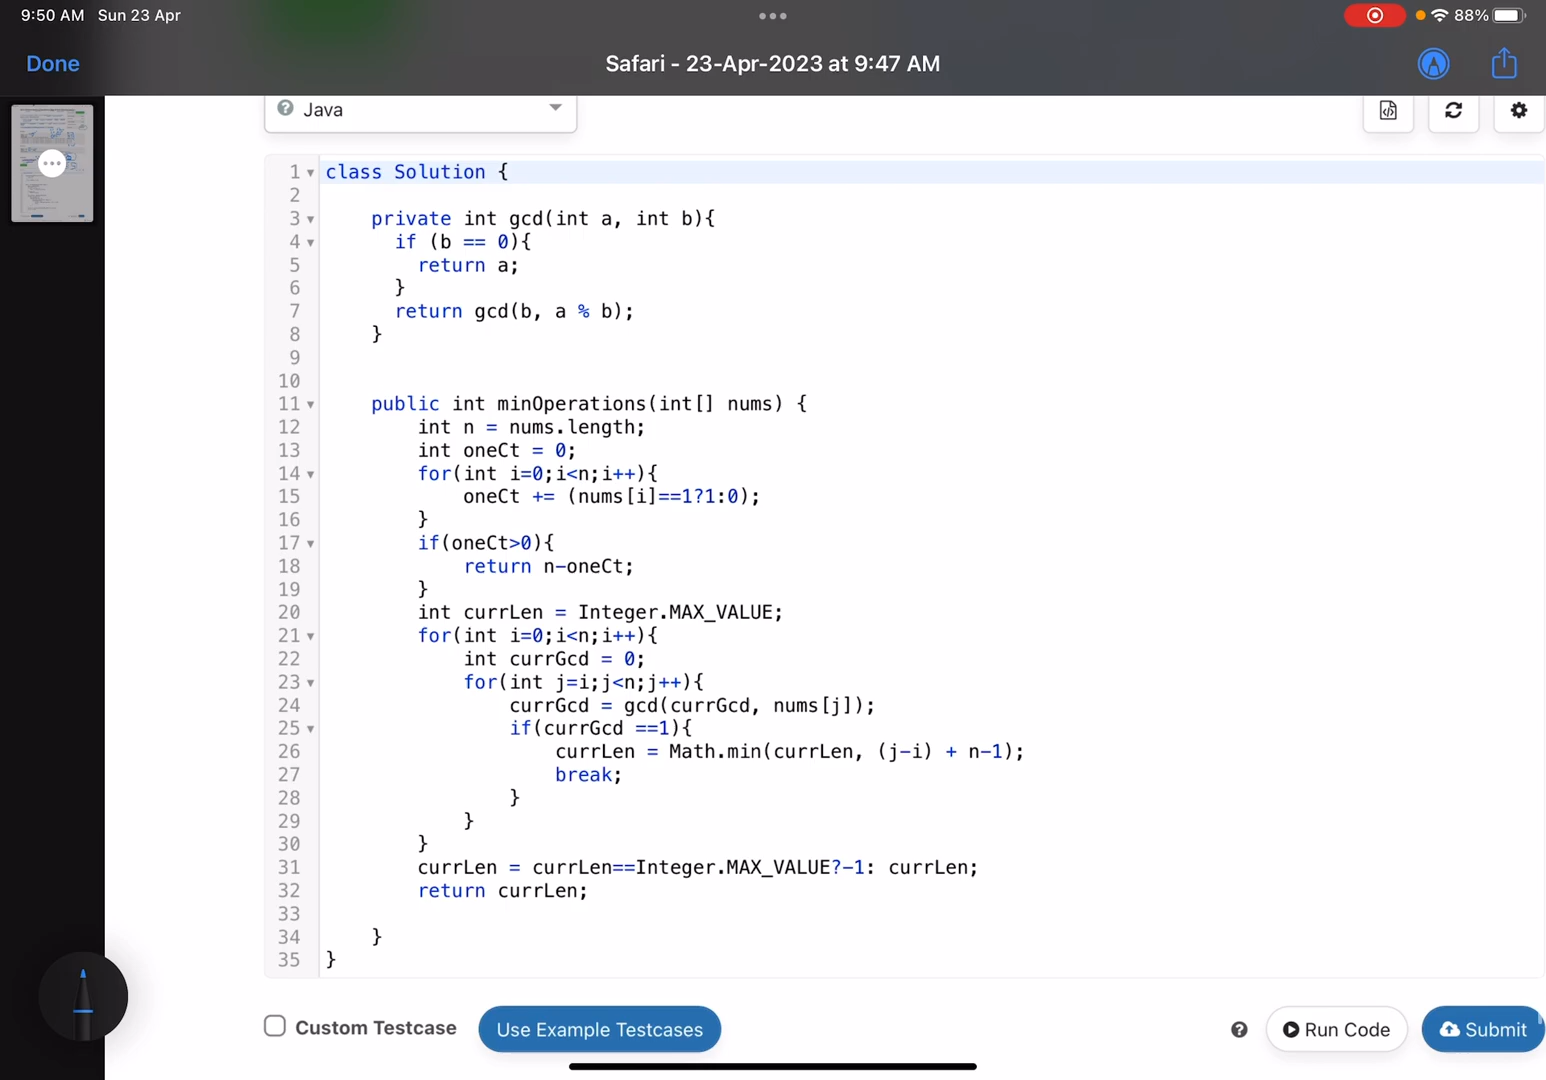 9:50 AM Sun 23 Apr
88%
Done
Safari - 23-Apr-2023 at 9:47 AM
Java
1 class Solution {
2
3 private int gcd(int a, int b){
4 if (b == 0){
5 return a;
6 }
7 return gcd(b, a % b);
8 }
9
10
11 public int minOperations(int[] nums) {
12 int n = nums.length;
13 int oneCt = 0;
14 for(int i=0;i<n;i++){
15 oneCt += (nums[i]==1?1:0);
16 }
17 if(oneCt>0){
18 return n-oneCt;
19 }
20 int currLen = Integer.MAX_VALUE;
21 for(int i=0;i<n;i++){
22 int currGcd = 0;
23 for(int j=i;j<n;j++){
24 currGcd = gcd(currGcd, nums[j]);
25 if(currGcd ==1){
26 currLen = Math.min(currLen, (j-i) + n-1);
27 break;
28 }
29 }
30 }
31 currLen = currLen==Integer.MAX_VALUE?-1: currLen;
32 return currLen;
33
34 }
35 }
Custom Testcase
Use Example Testcases
Run Code
Submit